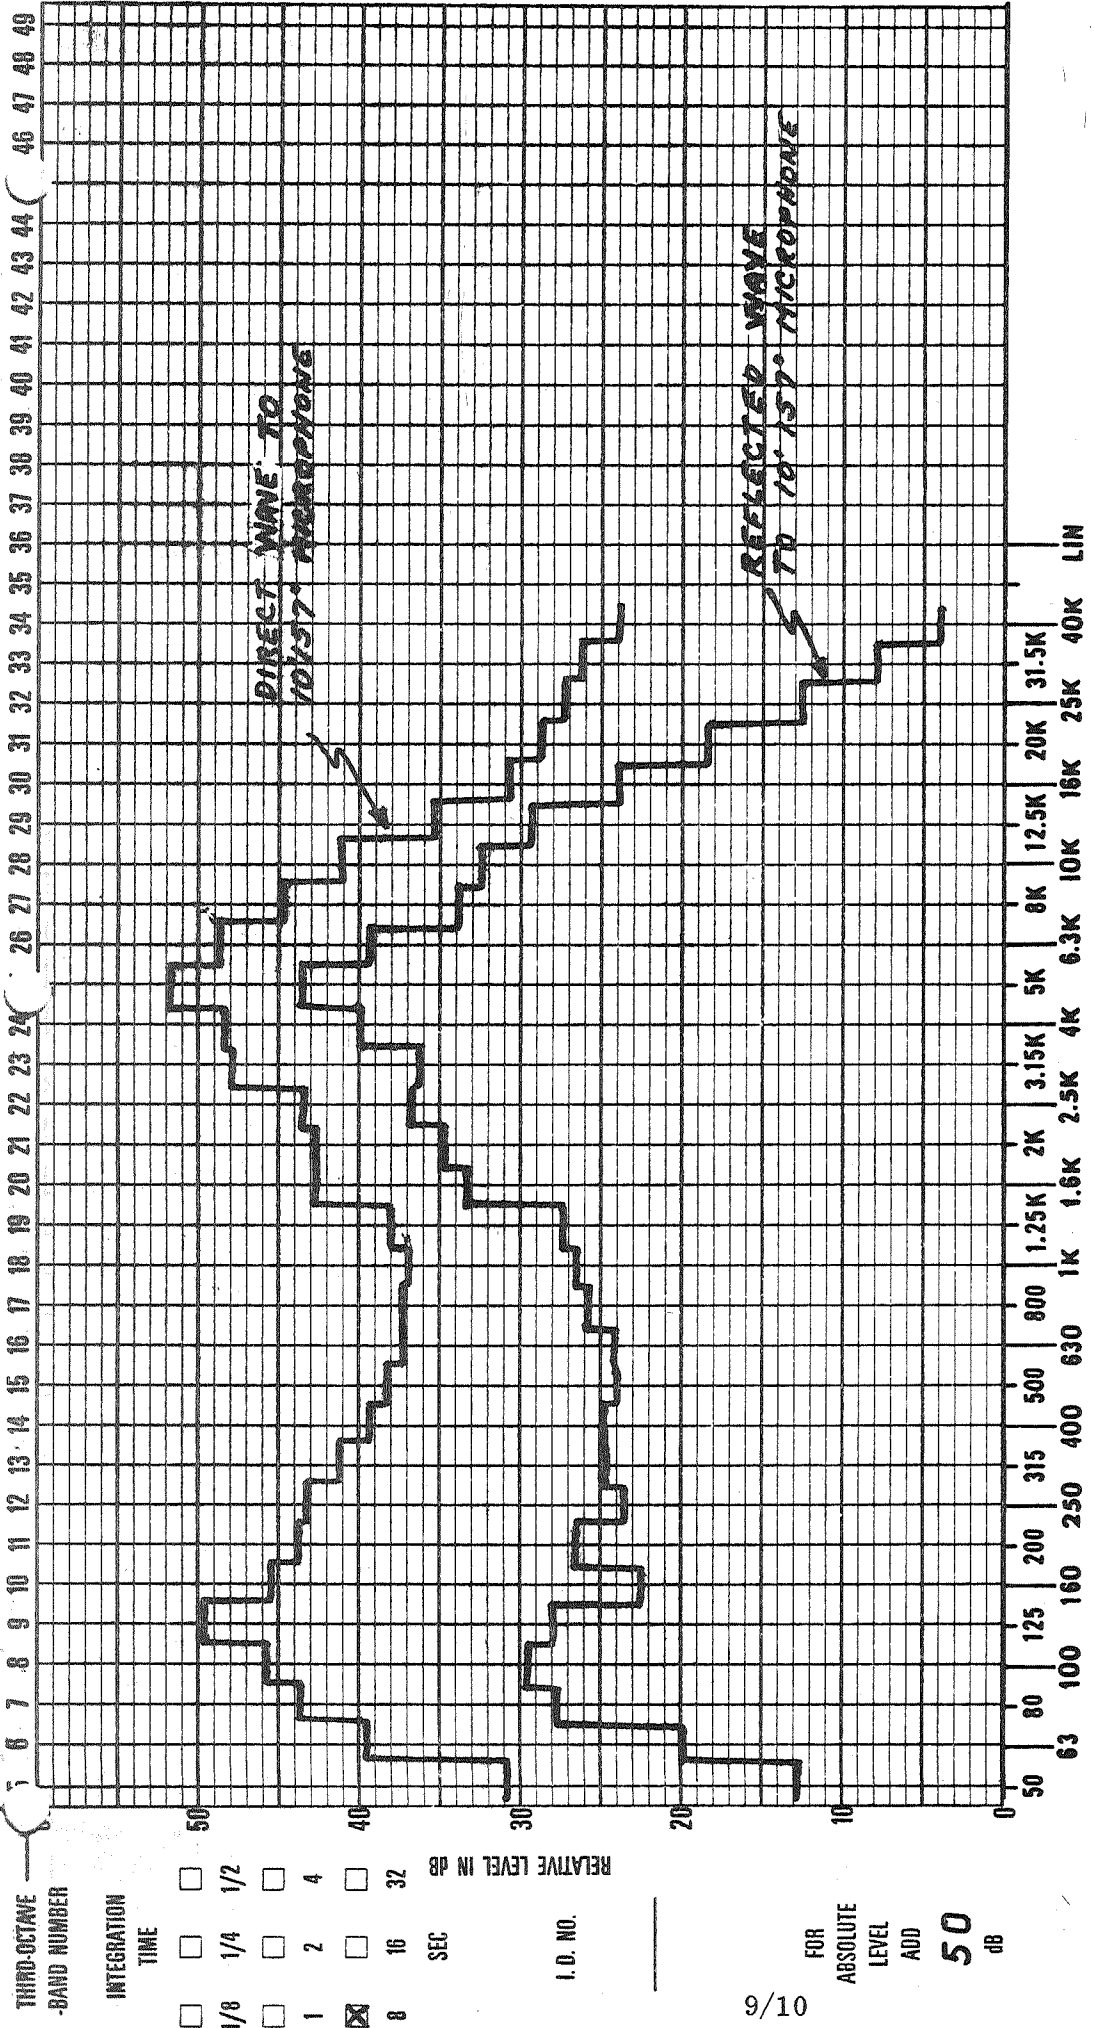 THIRD-OCTAVE
-BAND NUMBER
5 6 7 8 9 10 11 12 13 14 15 16 17 18 19 20 21 22 23 24 26 27 28 29 30 31 32 33 34 35 36 37 38 39 40 41 42 43 44 46 47 48 49
INTEGRATION
TIME
1/8 1/4 1/2
1 2 4
8 16 32
SEC
I.D. NO.
FOR
ABSOLUTE
LEVEL
ADD
50
dB
RELATIVE LEVEL IN dB
50
40
30
20
10
0
DIRECT WAVE TO
10' 157° MICROPHONE
REFLECTED WAVE
TO 10' 157° MICROPHONE
50 80 125 200 315 500 800 1.25K 2K 3.15K 5K 8K 12.5K 20K 31.5K
63 100 160 250 400 630 1K 1.6K 2.5K 4K 6.3K 10K 16K 25K 40K LIN
9/10